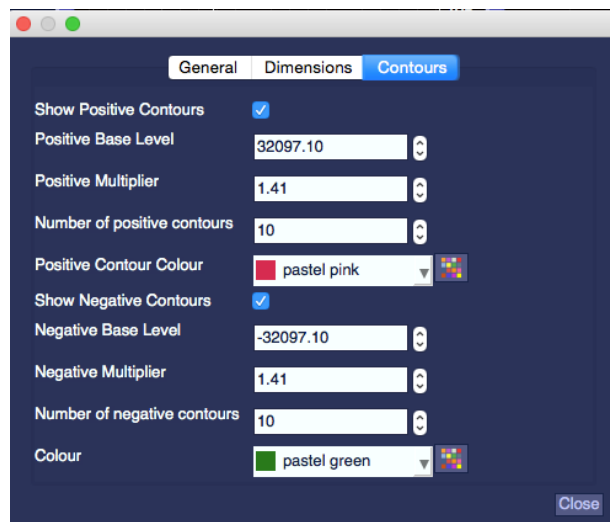 General Dimensions Contours
Show Positive Contours
Positive Base Level 32097.10
Positive Multiplier 1.41
Number of positive contours 10
Positive Contour Colour pastel pink
Show Negative Contours
Negative Base Level -32097.10
Negative Multiplier 1.41
Number of negative contours 10
Colour pastel green
Close